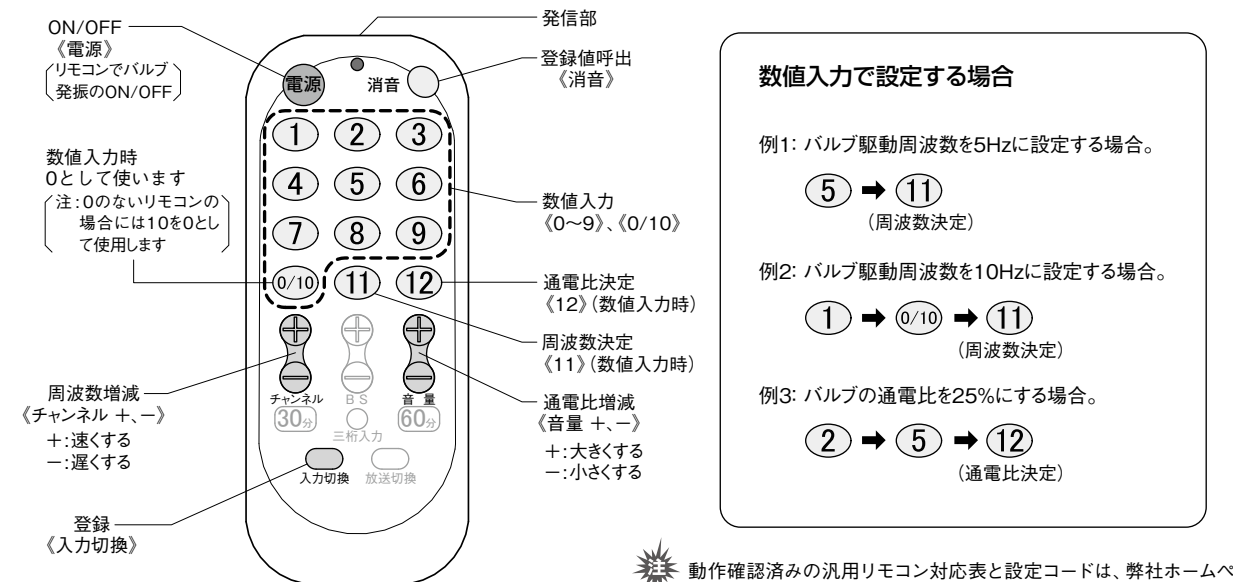 ON/OFF
《電源》
リモコンでバルブ
発振のON/OFF
数値入力時
0として使います
注:0のないリモコンの
場合には10を0とし
て使用します
周波数増減
《チャンネル +、−》
+:速くする
−:遅くする
登録
《入力切換》
電源
消音
1
2
3
4
5
6
7
8
9
0/10
11
12
チャンネル
BS
音量
30分
60分
三桁入力
入力切換
放送切換
発信部
登録値呼出
《消音》
数値入力
《0〜9》、《0/10》
通電比決定
《12》(数値入力時)
周波数決定
《11》(数値入力時)
通電比増減
《音量 +、−》
+:大きくする
−:小さくする
数値入力で設定する場合
例1: バルブ駆動周波数を5Hzに設定する場合。
5 ➡ 11
(周波数決定)
例2: バルブ駆動周波数を10Hzに設定する場合。
1 ➡ 0/10 ➡ 11
(周波数決定)
例3: バルブの通電比を25%にする場合。
2 ➡ 5 ➡ 12
(通電比決定)
注 動作確認済みの汎用リモコン対応表と設定コードは、弊社ホームペ